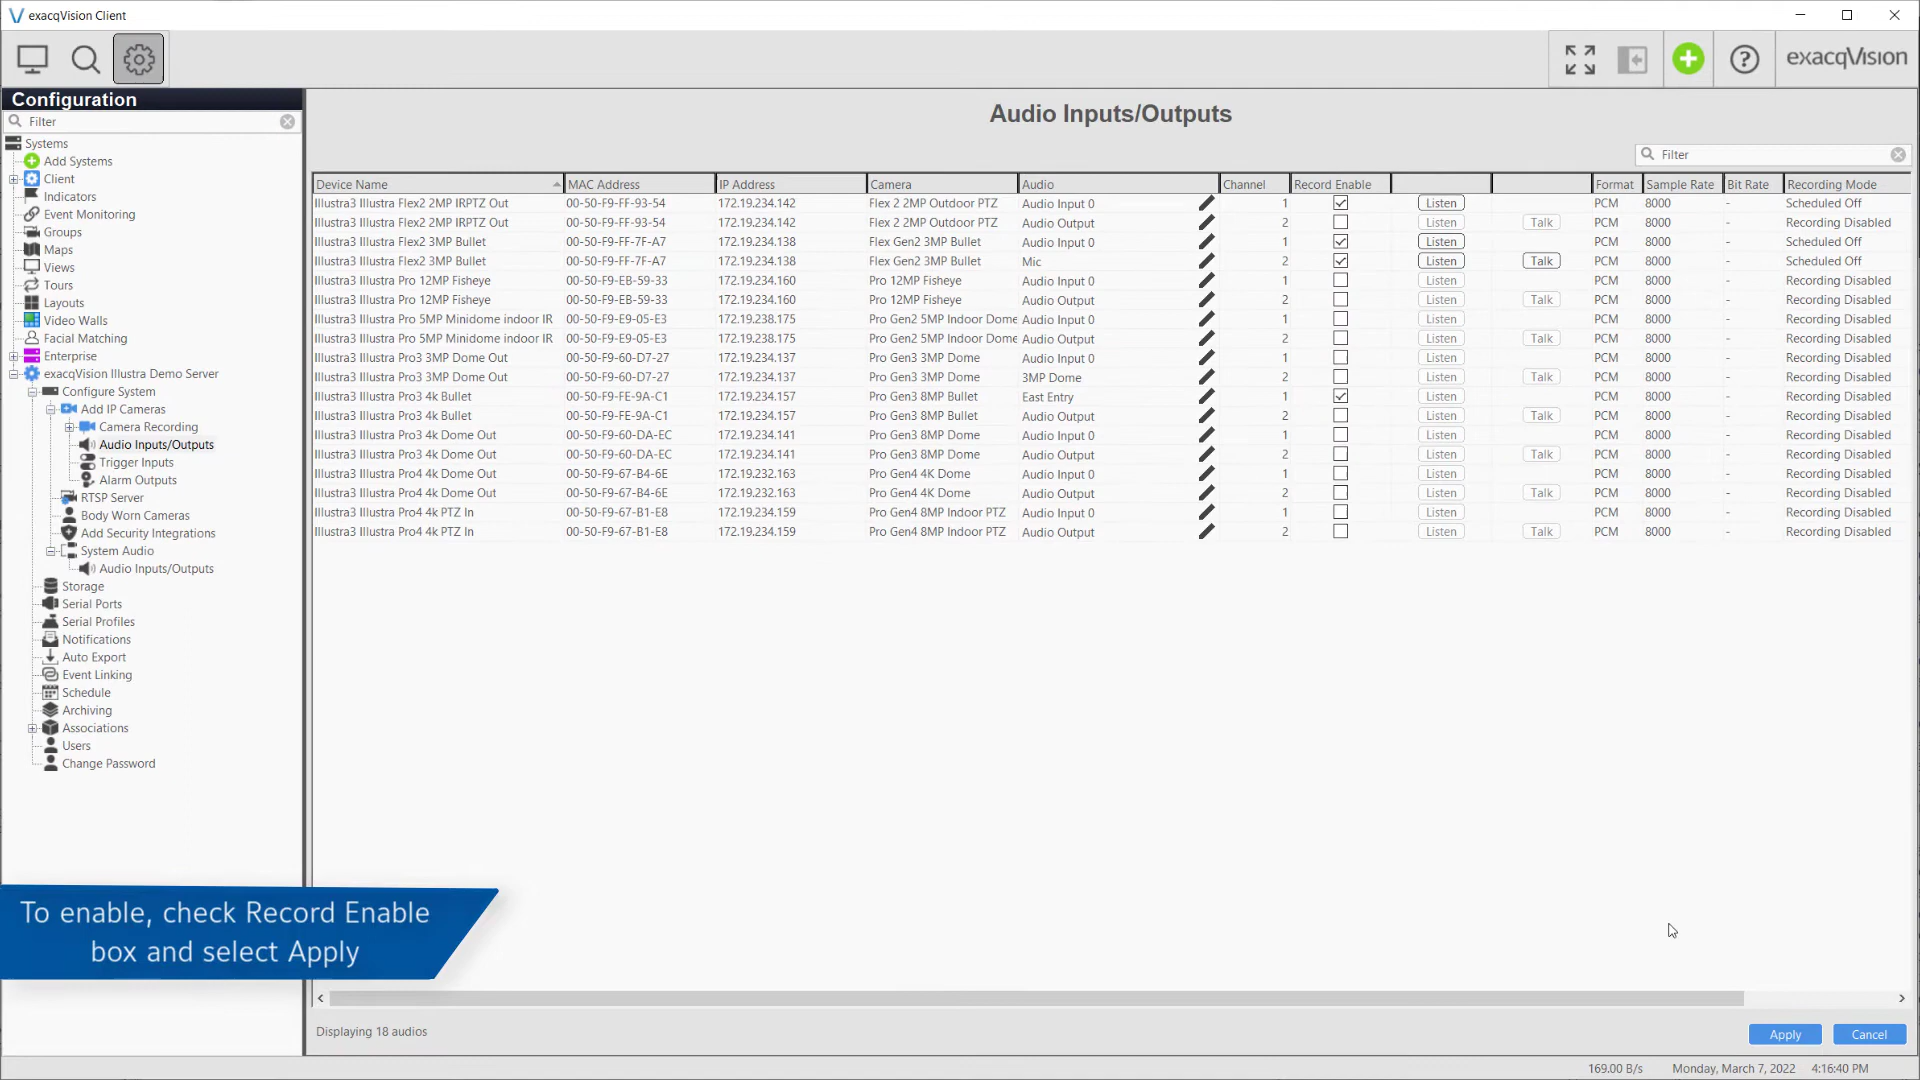 exacqVision Client
exacqVision
Configuration
Filter
Systems
Add Systems
Client
Indicators
Event Monitoring
Groups
Maps
Views
Tours
Layouts
Video Walls
Facial Matching
Enterprise
exacqVision Illustra Demo Server
Configure System
Add IP Cameras
Camera Recording
Audio Inputs/Outputs
Trigger Inputs
Alarm Outputs
RTSP Server
Body Worn Cameras
Add Security Integrations
System Audio
Audio Inputs/Outputs
Storage
Serial Ports
Serial Profiles
Notifications
Auto Export
Event Linking
Schedule
Archiving
Associations
Users
Change Password
To enable, check Record Enable
box and select Apply
Audio Inputs/Outputs
Filter
Device Name MAC Address IP Address Camera Audio Channel Record Enable Format Sample Rate Bit Rate Recording Mode
Illustra3 Illustra Flex2 2MP IRPTZ Out 00-50-F9-FF-93-54 172.19.234.142 Flex 2 2MP Outdoor PTZ Audio Input 0 1 Listen PCM 8000 - Scheduled Off
Illustra3 Illustra Flex2 2MP IRPTZ Out 00-50-F9-FF-93-54 172.19.234.142 Flex 2 2MP Outdoor PTZ Audio Output 2 Listen Talk PCM 8000 - Recording Disabled
Illustra3 Illustra Flex2 3MP Bullet 00-50-F9-FF-7F-A7 172.19.234.138 Flex Gen2 3MP Bullet Audio Input 0 1 Listen PCM 8000 - Scheduled Off
Illustra3 Illustra Flex2 3MP Bullet 00-50-F9-FF-7F-A7 172.19.234.138 Flex Gen2 3MP Bullet Mic 2 Listen Talk PCM 8000 - Scheduled Off
Illustra3 Illustra Pro 12MP Fisheye 00-50-F9-EB-59-33 172.19.234.160 Pro 12MP Fisheye Audio Input 0 1 Listen PCM 8000 - Recording Disabled
Illustra3 Illustra Pro 12MP Fisheye 00-50-F9-EB-59-33 172.19.234.160 Pro 12MP Fisheye Audio Output 2 Listen Talk PCM 8000 - Recording Disabled
Illustra3 Illustra Pro 5MP Minidome indoor IR 00-50-F9-E9-05-E3 172.19.238.175 Pro Gen2 5MP Indoor Dome Audio Input 0 1 Listen PCM 8000 - Recording Disabled
Illustra3 Illustra Pro 5MP Minidome indoor IR 00-50-F9-E9-05-E3 172.19.238.175 Pro Gen2 5MP Indoor Dome Audio Output 2 Listen Talk PCM 8000 - Recording Disabled
Illustra3 Illustra Pro3 3MP Dome Out 00-50-F9-60-D7-27 172.19.234.137 Pro Gen3 3MP Dome Audio Input 0 1 Listen PCM 8000 - Recording Disabled
Illustra3 Illustra Pro3 3MP Dome Out 00-50-F9-60-D7-27 172.19.234.137 Pro Gen3 3MP Dome 3MP Dome 2 Listen Talk PCM 8000 - Recording Disabled
Illustra3 Illustra Pro3 4k Bullet 00-50-F9-FE-9A-C1 172.19.234.157 Pro Gen3 8MP Bullet East Entry 1 Listen PCM 8000 - Recording Disabled
Illustra3 Illustra Pro3 4k Bullet 00-50-F9-FE-9A-C1 172.19.234.157 Pro Gen3 8MP Bullet Audio Output 2 Listen Talk PCM 8000 - Recording Disabled
Illustra3 Illustra Pro3 4k Dome Out 00-50-F9-60-DA-EC 172.19.234.141 Pro Gen3 8MP Dome Audio Input 0 1 Listen PCM 8000 - Recording Disabled
Illustra3 Illustra Pro3 4k Dome Out 00-50-F9-60-DA-EC 172.19.234.141 Pro Gen3 8MP Dome Audio Output 2 Listen Talk PCM 8000 - Recording Disabled
Illustra3 Illustra Pro4 4k Dome Out 00-50-F9-67-B4-6E 172.19.232.163 Pro Gen4 4K Dome Audio Input 0 1 Listen PCM 8000 - Recording Disabled
Illustra3 Illustra Pro4 4k Dome Out 00-50-F9-67-B4-6E 172.19.232.163 Pro Gen4 4K Dome Audio Output 2 Listen Talk PCM 8000 - Recording Disabled
Illustra3 Illustra Pro4 4k PTZ In 00-50-F9-67-B1-E8 172.19.234.159 Pro Gen4 8MP Indoor PTZ Audio Input 0 1 Listen PCM 8000 - Recording Disabled
Illustra3 Illustra Pro4 4k PTZ In 00-50-F9-67-B1-E8 172.19.234.159 Pro Gen4 8MP Indoor PTZ Audio Output 2 Listen Talk PCM 8000 - Recording Disabled
Displaying 18 audios
Apply Cancel
169.00 B/s Monday, March 7, 2022 4:16:40 PM